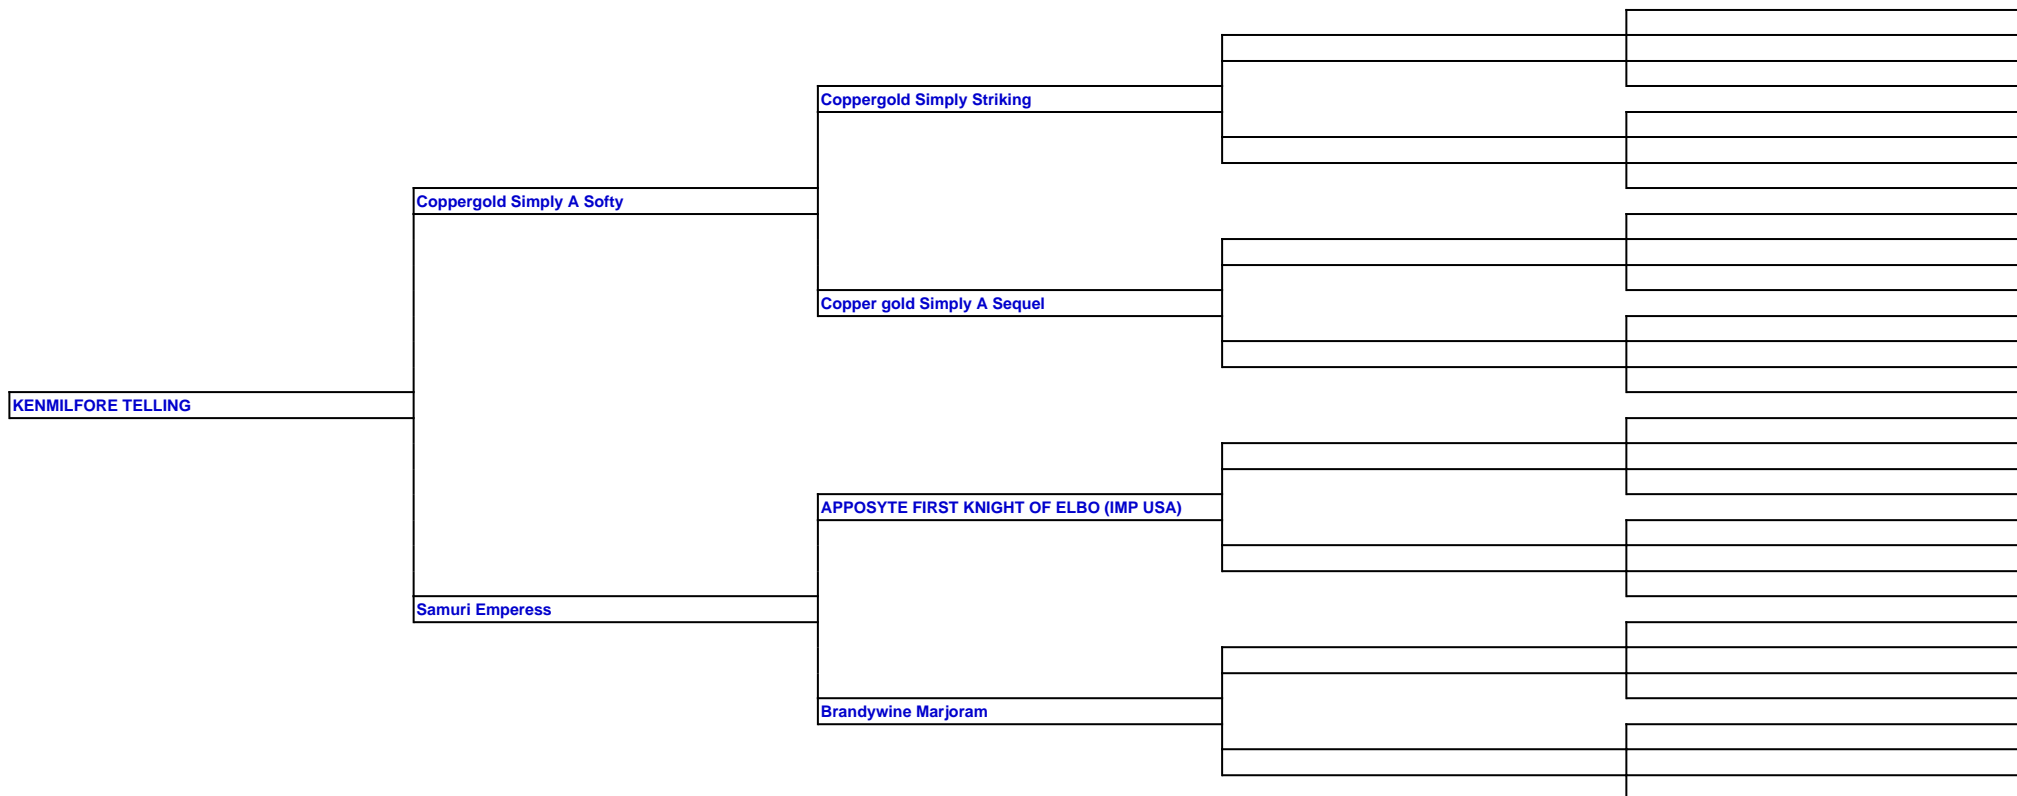 Coppergold Simply Striking
Coppergold Simply A Softy
Copper gold Simply A Sequel
KENMILFORE TELLING
APPOSYTE FIRST KNIGHT OF ELBO (IMP USA)
Samuri Emperess
Brandywine Marjoram